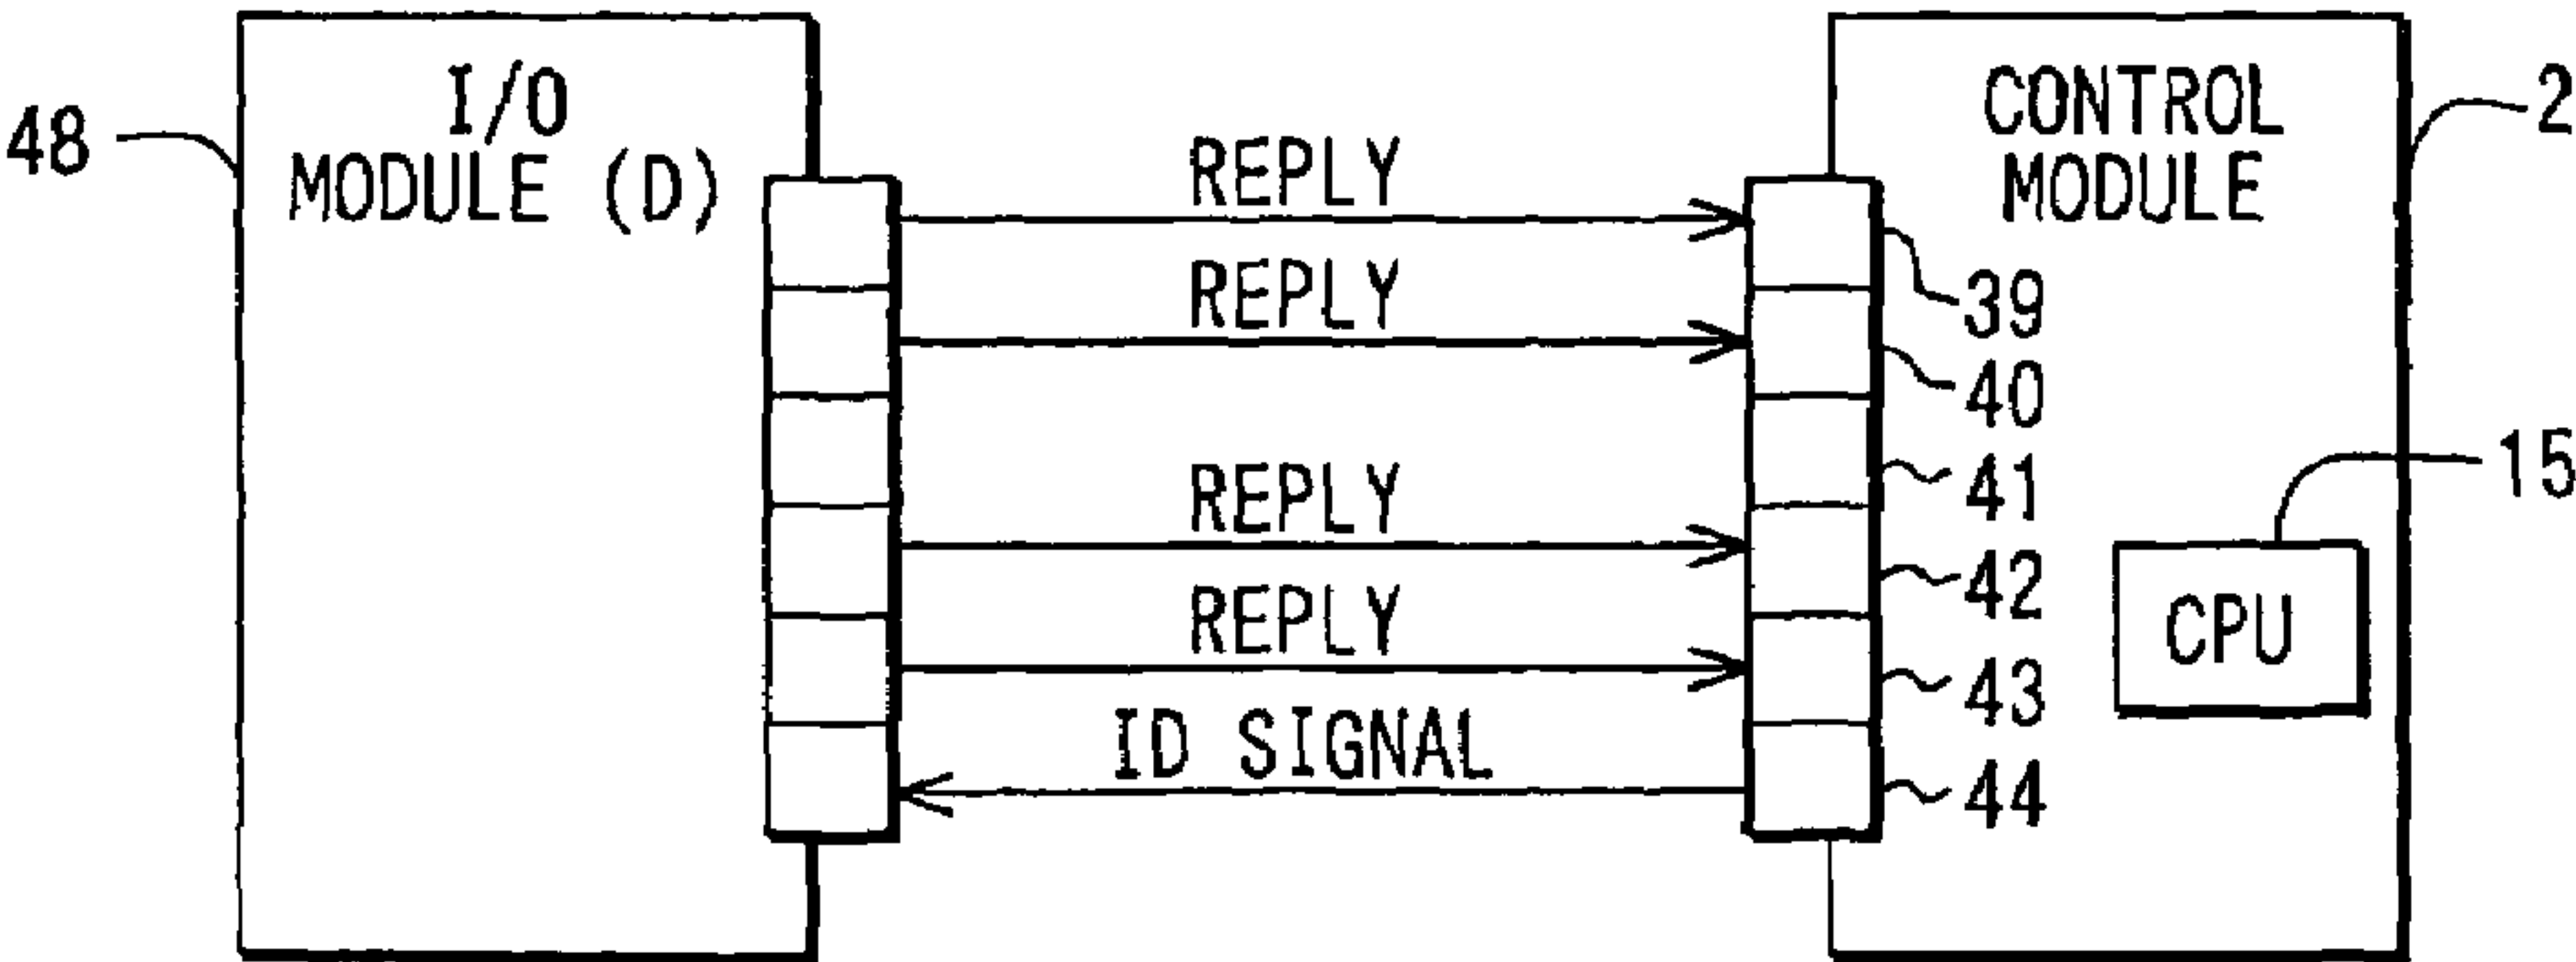 48
I/O
MODULE (D)
REPLY
REPLY
REPLY
REPLY
ID SIGNAL
CONTROL
MODULE
2
39
40
41
42
43
44
15
CPU